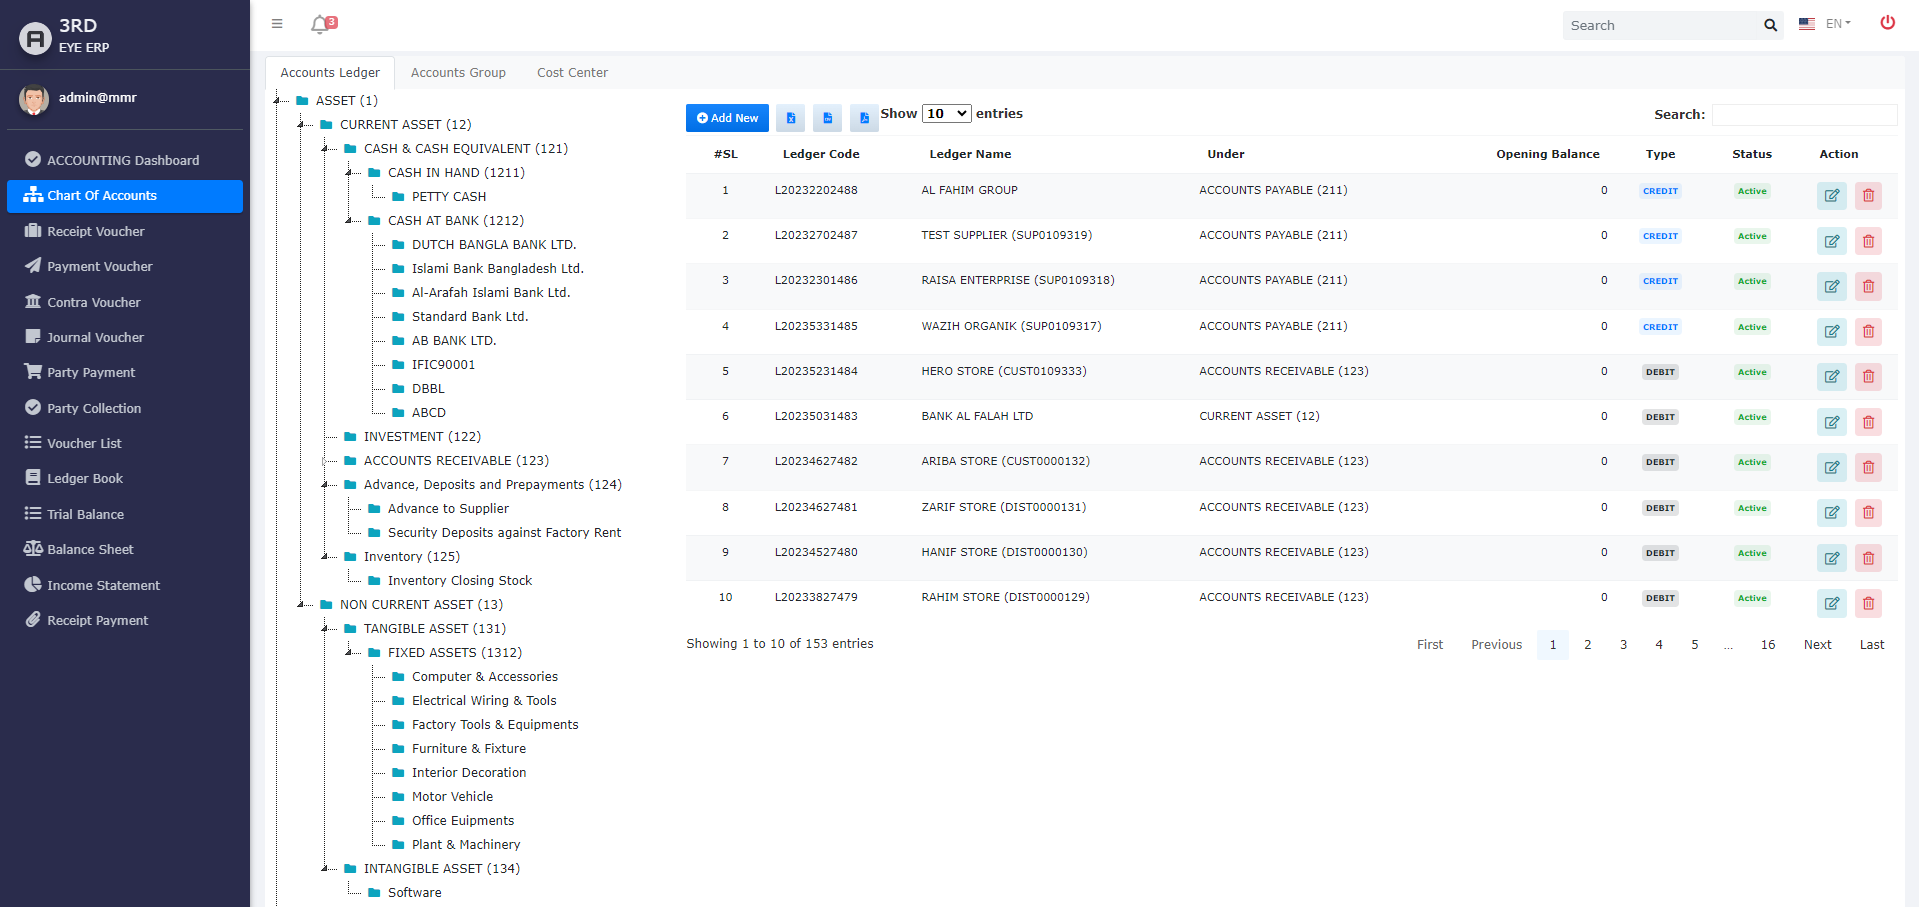 3RD
EYE ERP
admin@mmr
ACCOUNTING Dashboard
Chart Of Accounts
Receipt Voucher
Payment Voucher
Contra Voucher
Journal Voucher
Party Payment
Party Collection
Voucher List
Ledger Book
Trial Balance
Balance Sheet
Income Statement
Receipt Payment
3
Search
EN
Accounts Ledger Accounts Group Cost Center
ASSET (1)
CURRENT ASSET (12)
CASH & CASH EQUIVALENT (121)
CASH IN HAND (1211)
PETTY CASH
CASH AT BANK (1212)
DUTCH BANGLA BANK LTD.
Islami Bank Bangladesh Ltd.
Al-Arafah Islami Bank Ltd.
Standard Bank Ltd.
AB BANK LTD.
IFIC90001
DBBL
ABCD
INVESTMENT (122)
ACCOUNTS RECEIVABLE (123)
Advance, Deposits and Prepayments (124)
Advance to Supplier
Security Deposits against Factory Rent
Inventory (125)
Inventory Closing Stock
NON CURRENT ASSET (13)
TANGIBLE ASSET (131)
FIXED ASSETS (1312)
Computer & Accessories
Electrical Wiring & Tools
Factory Tools & Equipments
Furniture & Fixture
Interior Decoration
Motor Vehicle
Office Euipments
Plant & Machinery
INTANGIBLE ASSET (134)
Software
Add New Show 10 entries Search:
#SL Ledger Code Ledger Name Under Opening Balance Type Status Action
1 L20232202488 AL FAHIM GROUP ACCOUNTS PAYABLE (211) 0 CREDIT Active
2 L20232702487 TEST SUPPLIER (SUP0109319) ACCOUNTS PAYABLE (211) 0 CREDIT Active
3 L20232301486 RAISA ENTERPRISE (SUP0109318) ACCOUNTS PAYABLE (211) 0 CREDIT Active
4 L20235331485 WAZIH ORGANIK (SUP0109317) ACCOUNTS PAYABLE (211) 0 CREDIT Active
5 L20235231484 HERO STORE (CUST0109333) ACCOUNTS RECEIVABLE (123) 0 DEBIT Active
6 L20235031483 BANK AL FALAH LTD CURRENT ASSET (12) 0 DEBIT Active
7 L20234627482 ARIBA STORE (CUST0000132) ACCOUNTS RECEIVABLE (123) 0 DEBIT Active
8 L20234627481 ZARIF STORE (DIST0000131) ACCOUNTS RECEIVABLE (123) 0 DEBIT Active
9 L20234527480 HANIF STORE (DIST0000130) ACCOUNTS RECEIVABLE (123) 0 DEBIT Active
10 L20233827479 RAHIM STORE (DIST0000129) ACCOUNTS RECEIVABLE (123) 0 DEBIT Active
Showing 1 to 10 of 153 entries First Previous 1 2 3 4 5 … 16 Next Last